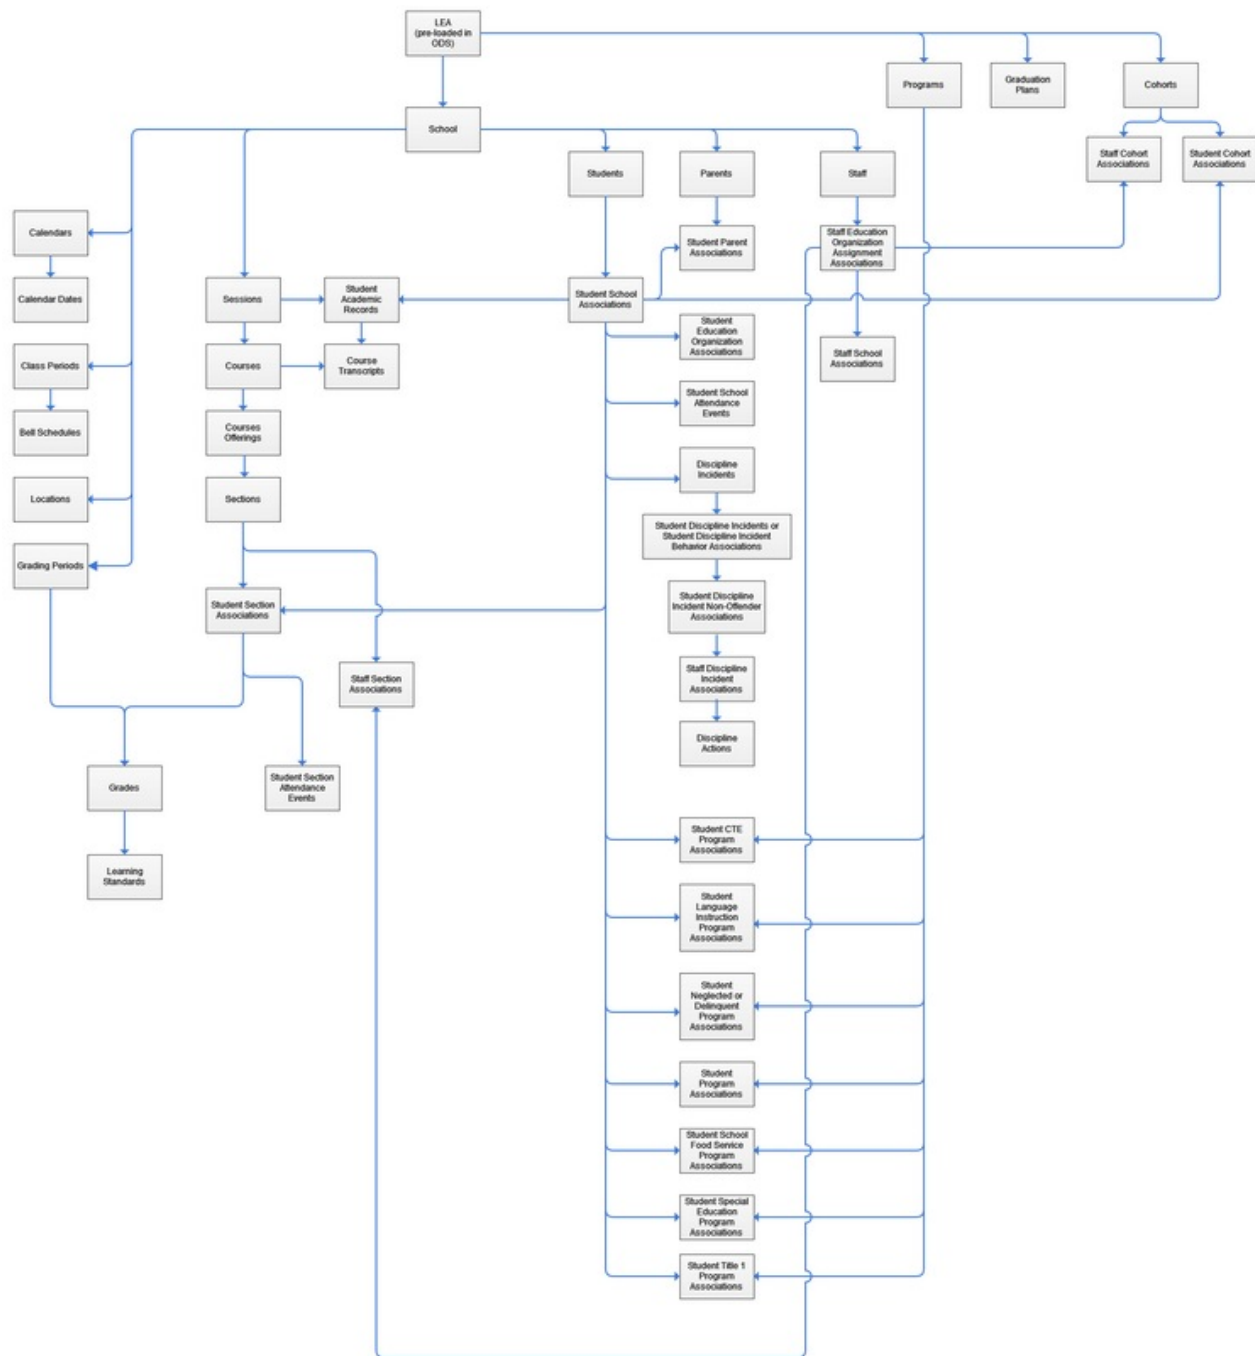 LEA
(pre-loaded in
ODS)
Programs
Graduation
Plans
Cohorts
School
Students
Parents
Staff
Staff Cohort
Associations
Student Cohort
Associations
Calendars
Student Parent
Associations
Staff Education
Organization
Assignment
Associations
Calendar Dates
Sessions
Student
Academic
Records
Student School
Associations
Student
Education
Organization
Associations
Class Periods
Courses
Course
Transcripts
Staff School
Associations
Student School
Attendance
Events
Bell Schedules
Courses
Offerings
Discipline
Incidents
Locations
Sections
Student Discipline Incidents or
Student Discipline Incident
Behavior Associations
Grading Periods
Student Section
Associations
Student Discipline
Incident Non-Offender
Associations
Staff Section
Associations
Staff Discipline
Incident
Associations
Discipline
Actions
Grades
Student Section
Attendance
Events
Student CTE
Program
Associations
Learning
Standards
Student
Language
Instruction
Program
Associations
Student
Neglected or
Delinquent
Program
Associations
Student
Program
Associations
Student School
Food Service
Program
Associations
Student Special
Education
Program
Associations
Student Title 1
Program
Associations